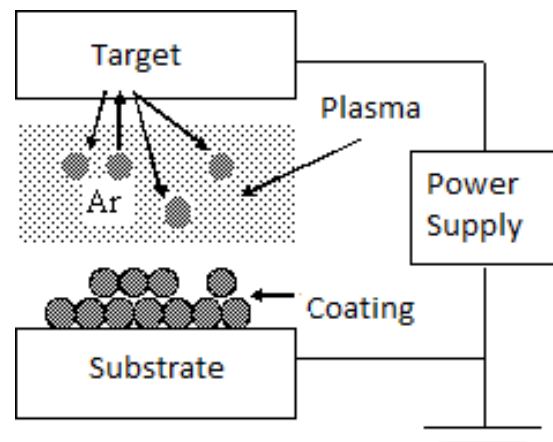 Target
Plasma
Ar
Power
Supply
Coating
Substrate